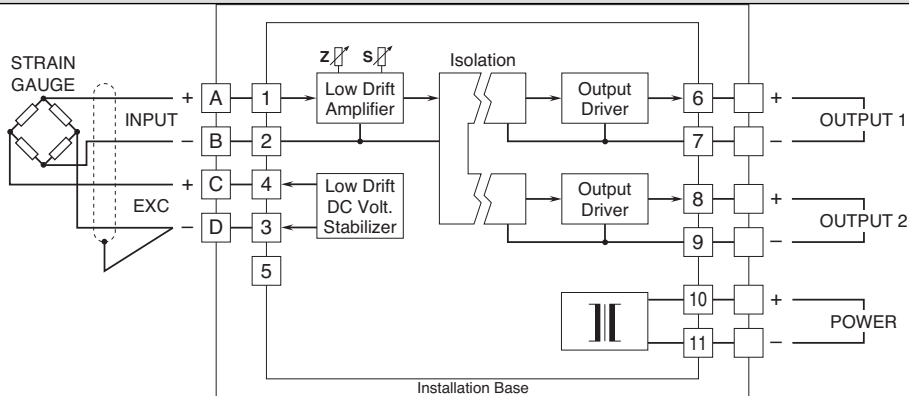 STRAIN
GAUGE
INPUT
EXC
+ A 1
− B 2
+ C 4
− D 3
5
Z S
Low Drift
Amplifier
Low Drift
DC Volt.
Stabilizer
Isolation
Output
Driver
Output
Driver
6 +
7 −
OUTPUT 1
8 +
9 −
OUTPUT 2
10 +
11 −
POWER
Installation Base